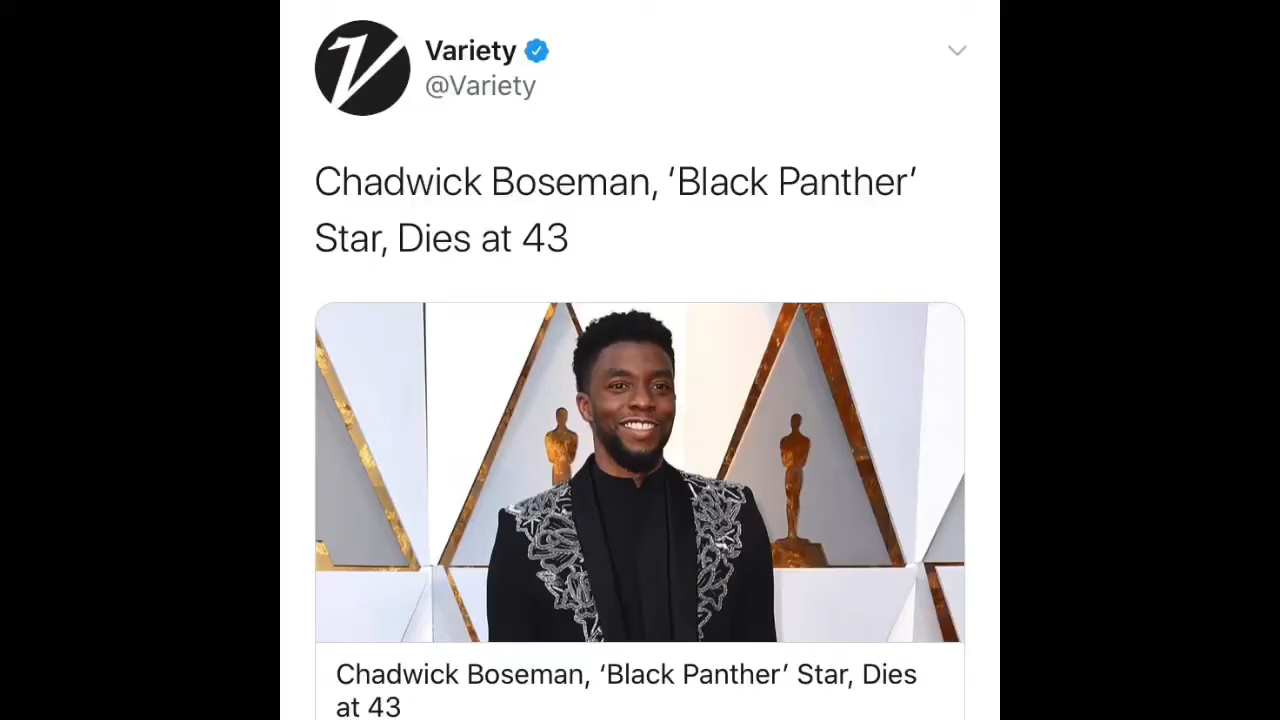 Variety
@Variety
Chadwick Boseman, ‘Black Panther’
Star, Dies at 43
Chadwick Boseman, ‘Black Panther’ Star, Dies
at 43